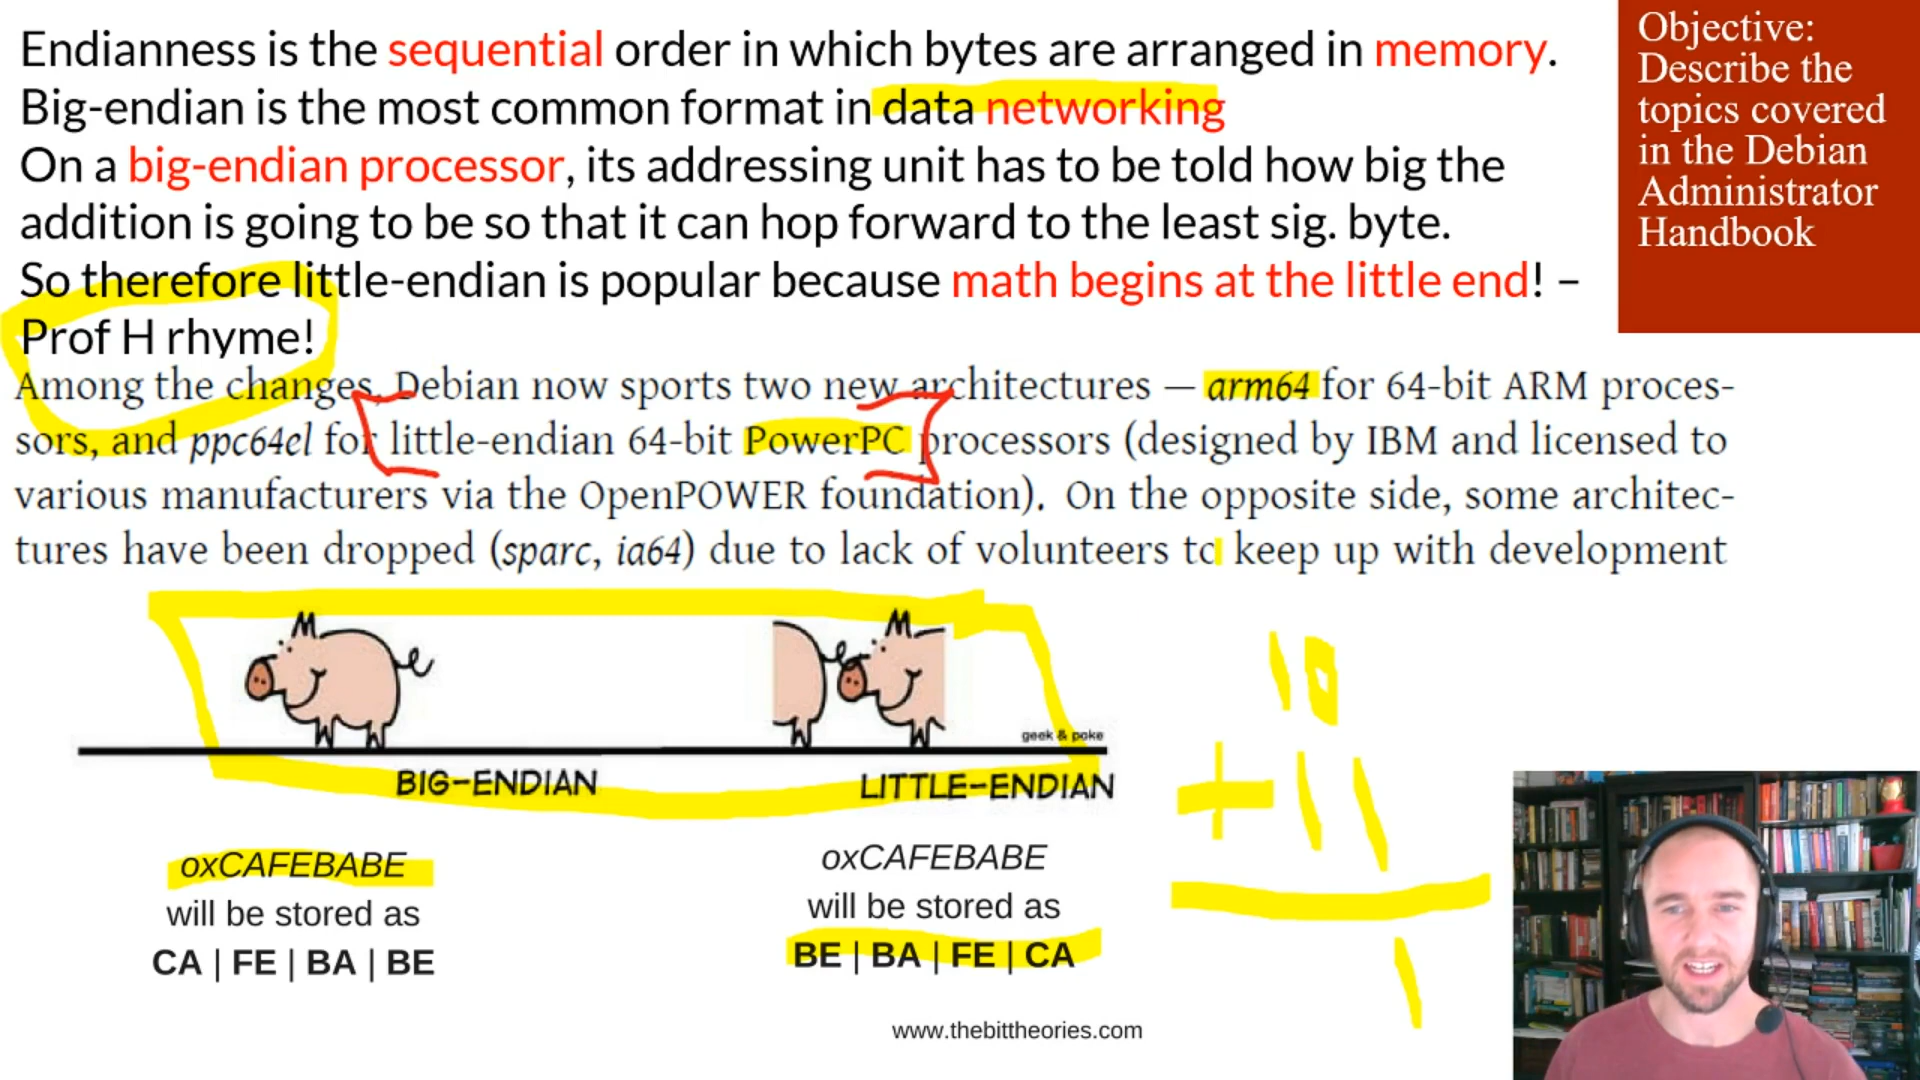 Endianness is the sequential order in which bytes are arranged in memory.
Big-endian is the most common format in data networking
On a big-endian processor, its addressing unit has to be told how big the
addition is going to be so that it can hop forward to the least sig. byte.
So therefore little-endian is popular because math begins at the little end! –
Prof H rhyme!
Objective:
Describe the
topics covered
in the Debian
Administrator
Handbook
Among the changes, Debian now sports two new architectures — arm64 for 64-bit ARM proces-
sors, and ppc64el for little-endian 64-bit PowerPC processors (designed by IBM and licensed to
various manufacturers via the OpenPOWER foundation). On the opposite side, some architec-
tures have been dropped (sparc, ia64) due to lack of volunteers to keep up with development
geek & poke
BIG-ENDIAN
LITTLE-ENDIAN
oxCAFEBABE
will be stored as
CA | FE | BA | BE
oxCAFEBABE
will be stored as
BE | BA | FE | CA
10
+ 11
1
www.thebittheories.com